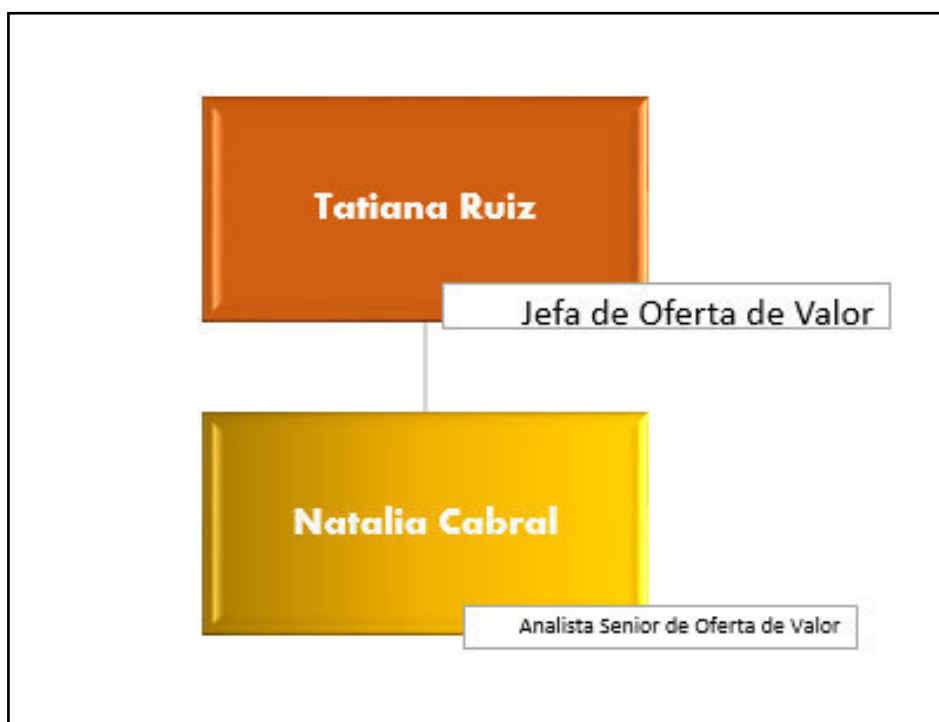 Tatiana Ruiz
Jefa de Oferta de Valor
Natalia Cabral
Analista Senior de Oferta de Valor